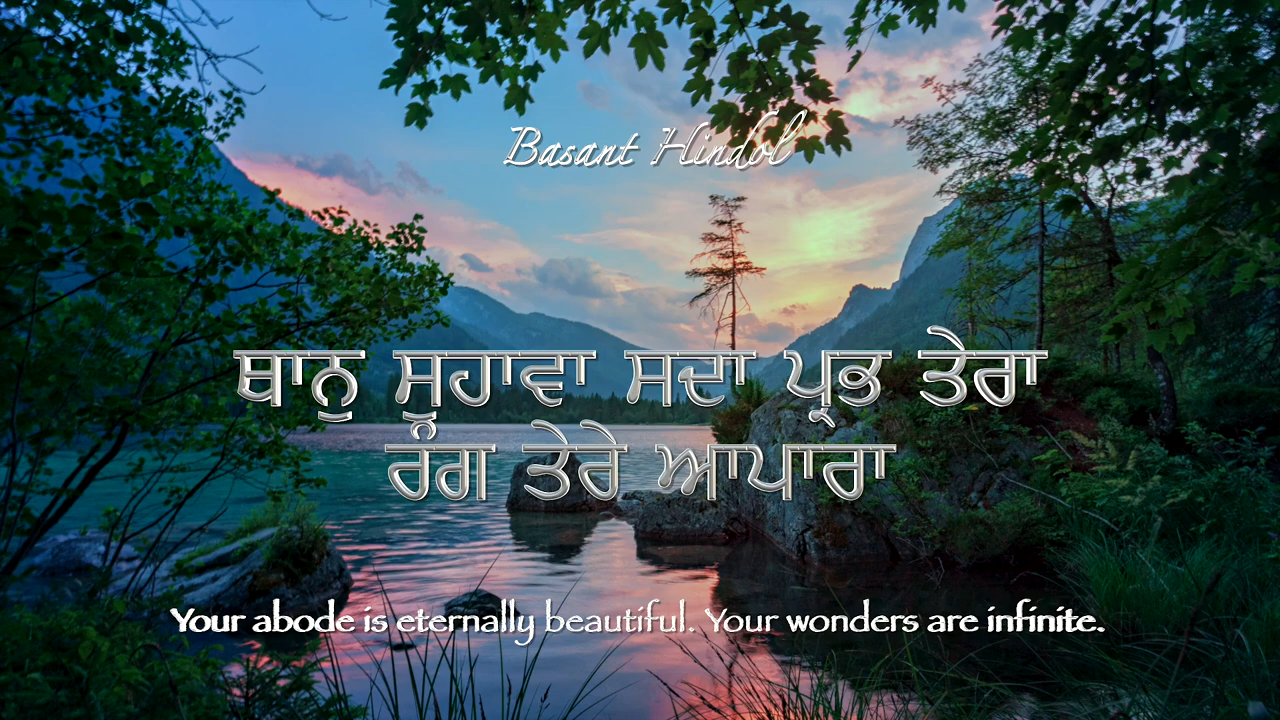 Basant Hindol
ਥਾਨੁ ਸੁਹਾਵਾ ਸਦਾ ਪ੍ਰਭ ਤੇਰਾ
ਰੰਗ ਤੇਰੇ ਆਪਾਰਾ
Your abode is eternally beautiful. Your wonders are infinite.